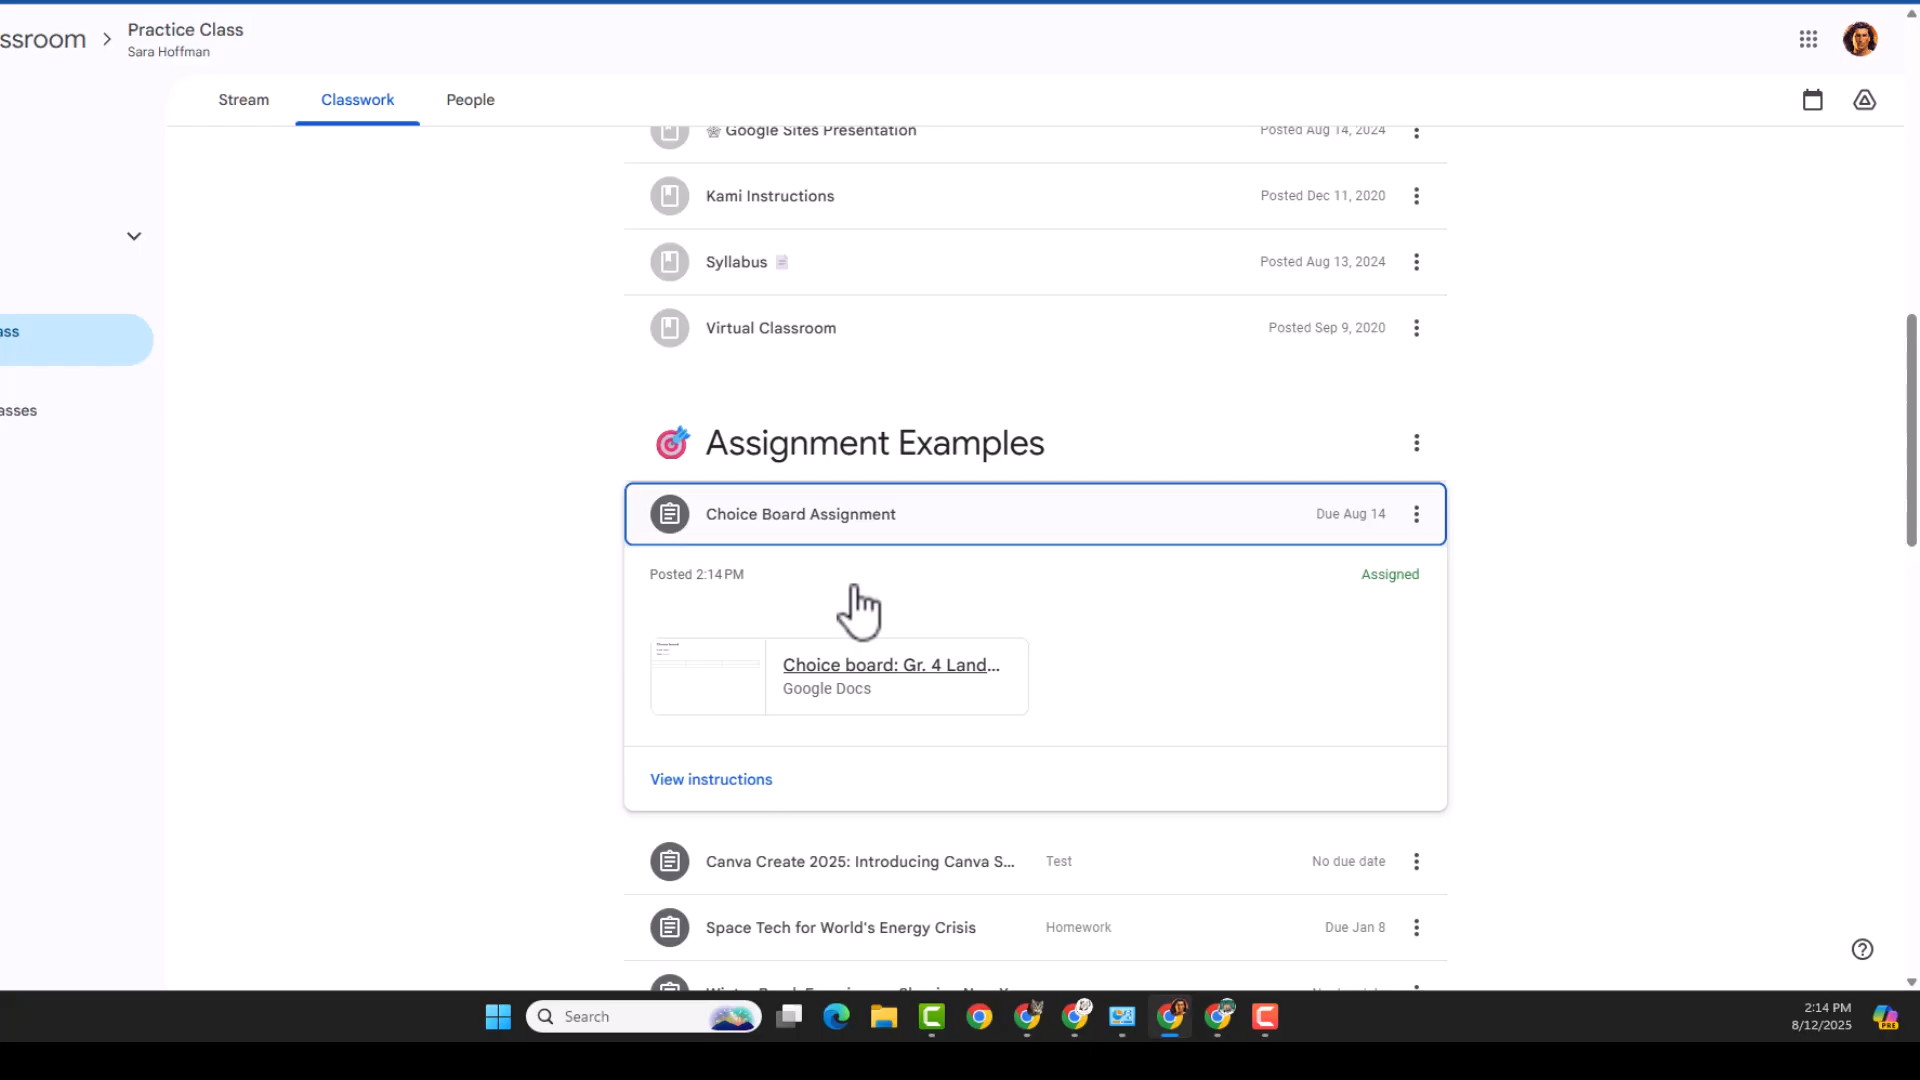 ssroom
Practice Class
Sara Hoffman
Stream
Classwork
People
Google Sites Presentation
Posted Aug 14, 2024
Kami Instructions
Posted Dec 11, 2020
Syllabus
Posted Aug 13, 2024
Virtual Classroom
Posted Sep 9, 2020
ass
asses
Assignment Examples
Choice Board Assignment
Due Aug 14
Posted 2:14 PM
Assigned
Choice board: Gr. 4 Land...
Google Docs
View instructions
Canva Create 2025: Introducing Canva S...
Test
No due date
Space Tech for World's Energy Crisis
Homework
Due Jan 8
Search
2:14 PM
8/12/2025
PRE